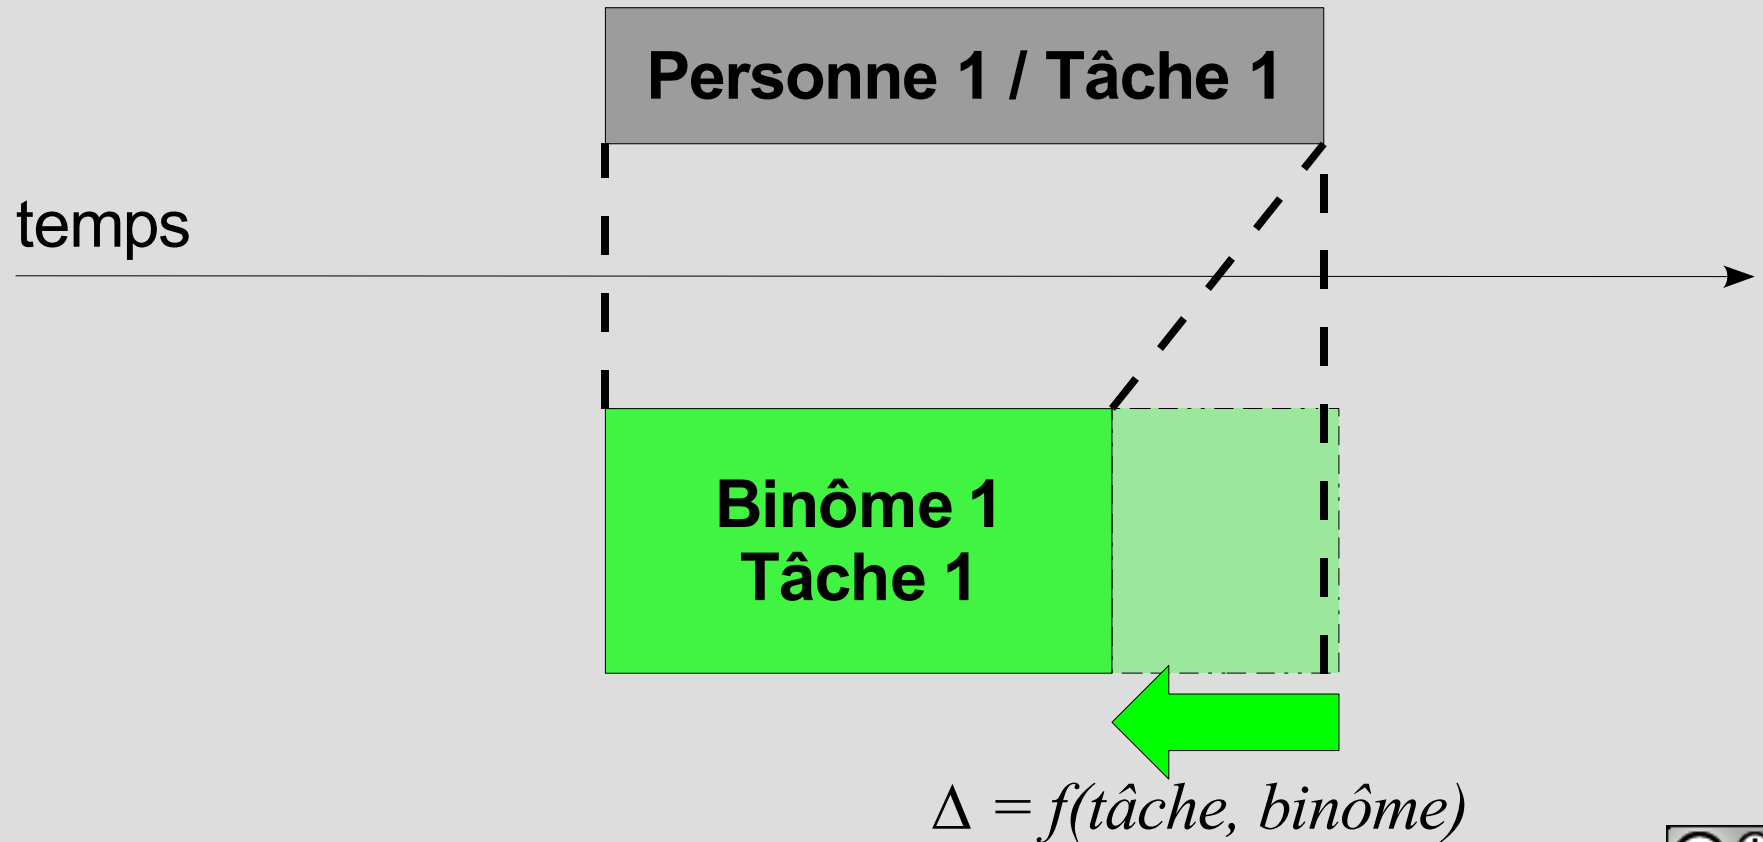 Personne 1 / Tâche 1
temps
Binôme 1
Tâche 1
Δ = f(tâche, binôme)